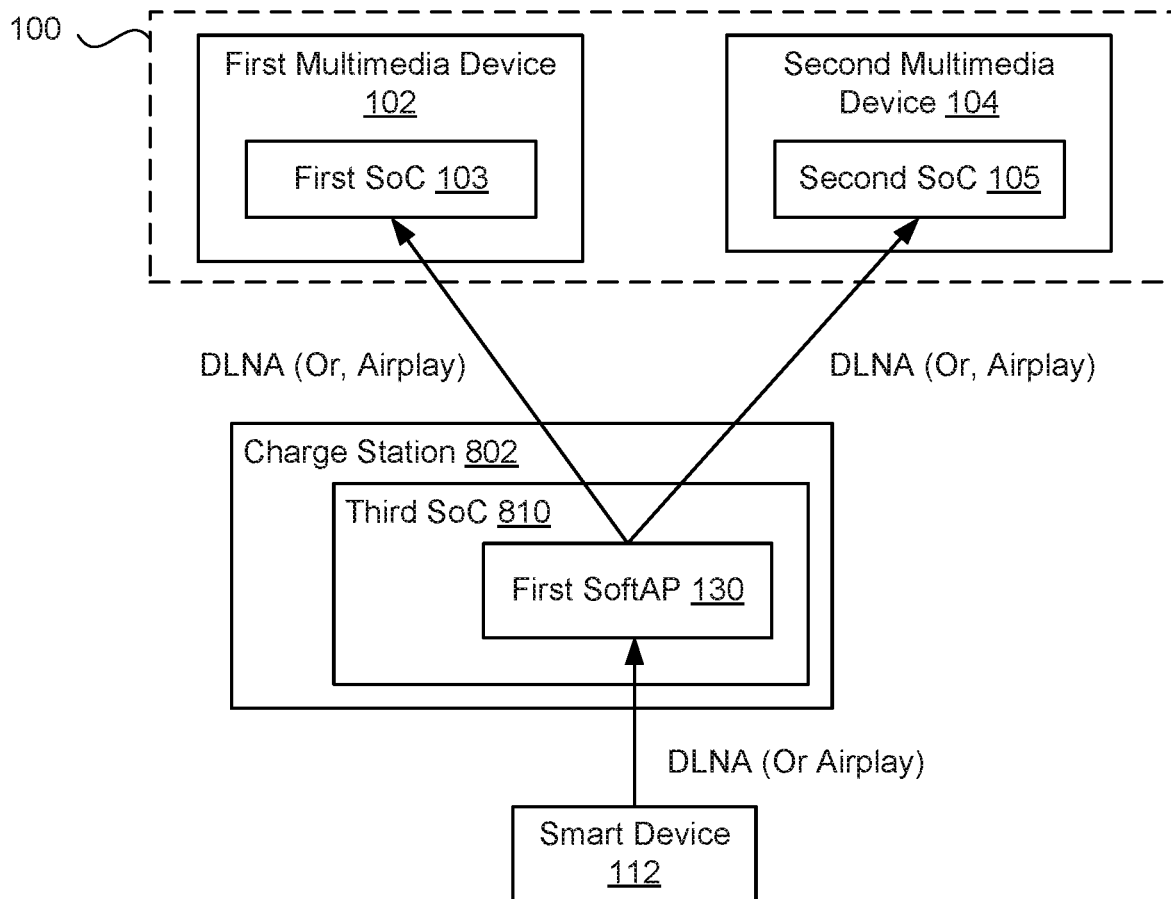 100
First Multimedia Device
102
First SoC 103
Second Multimedia
Device 104
Second SoC 105
DLNA (Or, Airplay)
DLNA (Or, Airplay)
Charge Station 802
Third SoC 810
First SoftAP 130
DLNA (Or Airplay)
Smart Device
112